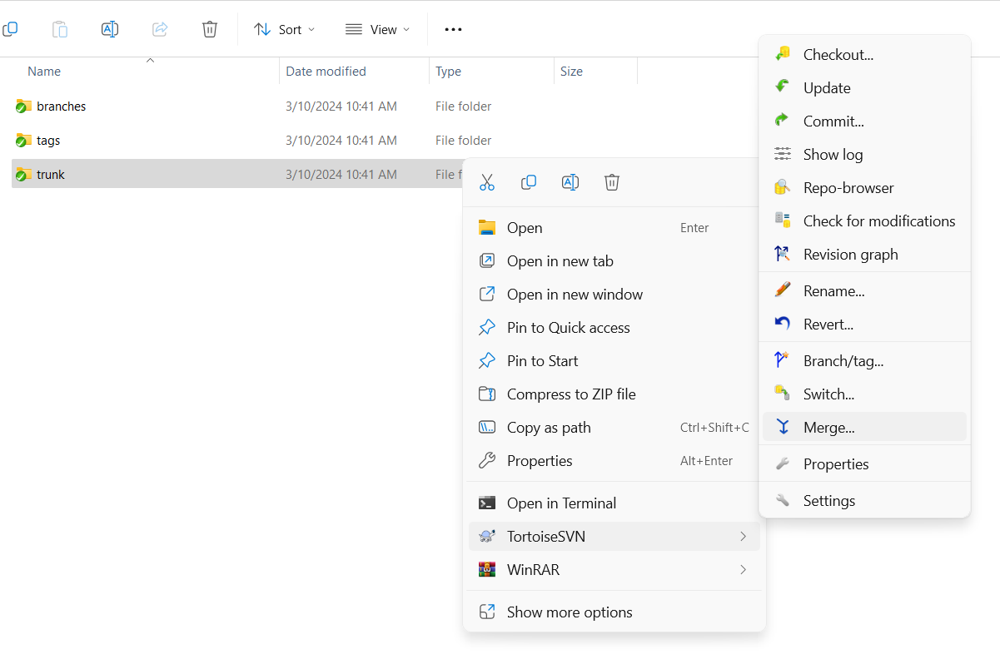 Sort
View
Name
Date modified
Type
Size
branches
3/10/2024 10:41 AM
File folder
tags
3/10/2024 10:41 AM
File folder
trunk
3/10/2024 10:41 AM
File f
Open
Enter
Open in new tab
Open in new window
Pin to Quick access
Pin to Start
Compress to ZIP file
Copy as path
Ctrl+Shift+C
Properties
Alt+Enter
Open in Terminal
TortoiseSVN
WinRAR
Show more options
Checkout...
Update
Commit...
Show log
Repo-browser
Check for modifications
Revision graph
Rename...
Revert...
Branch/tag...
Switch...
Merge...
Properties
Settings